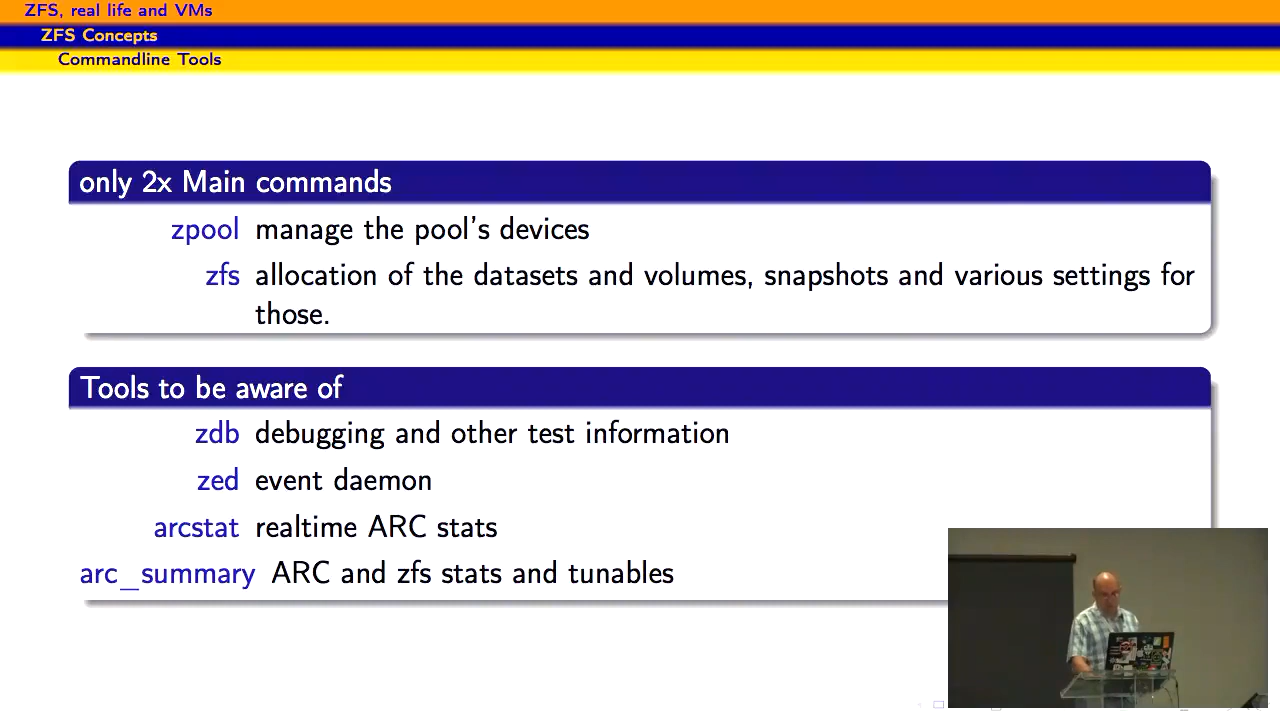 ZFS, real life and VMs
ZFS Concepts
Commandline Tools
only 2x Main commands
zpool manage the pool's devices
zfs allocation of the datasets and volumes, snapshots and various settings for
those.
Tools to be aware of
zdb debugging and other test information
zed event daemon
arcstat realtime ARC stats
arc_summary ARC and zfs stats and tunables